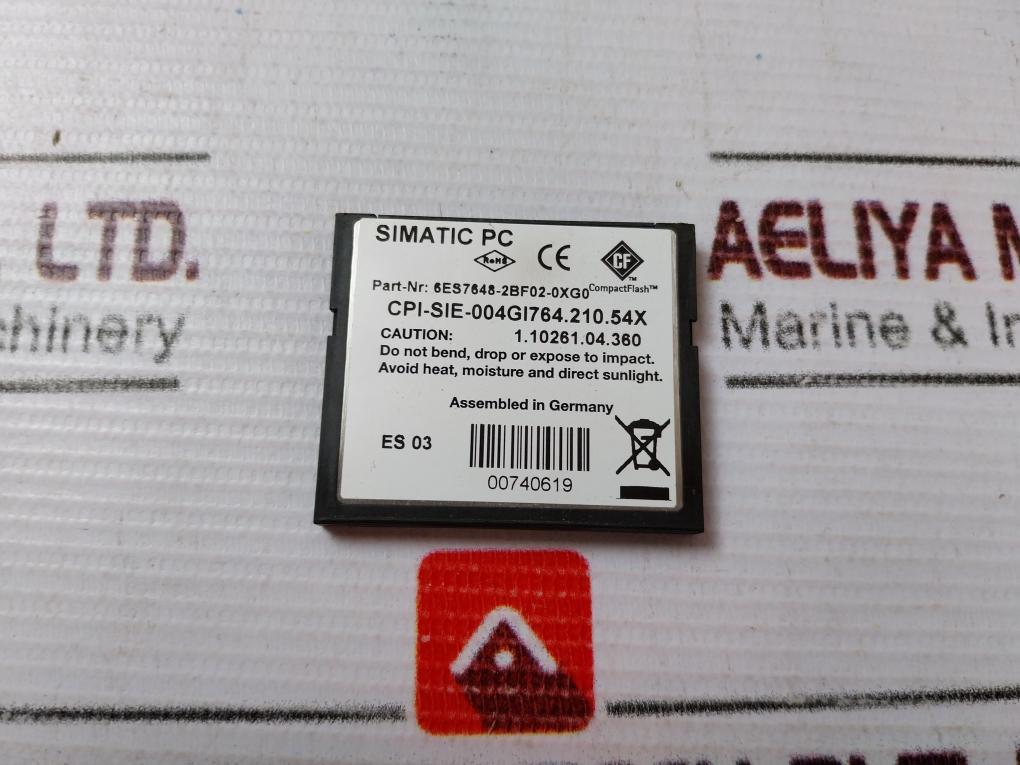 LTD.
AELIYA M
chinery
Marine & In
SIMATIC PC
RoHS
CE
CF
TM
CompactFlash™
Part-Nr: 6ES7648-2BF02-0XG0
CPI-SIE-004GI764.210.54X
CAUTION: 1.10261.04.360
Do not bend, drop or expose to impact.
Avoid heat, moisture and direct sunlight.
Assembled in Germany
ES 03
00740619